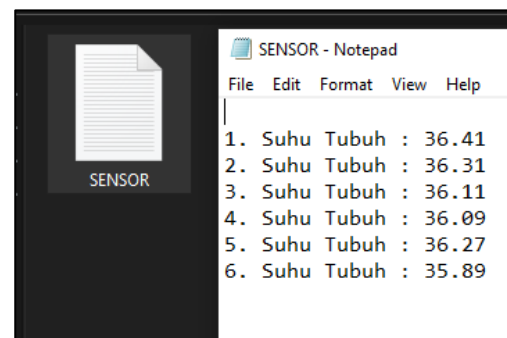 SENSOR
SENSOR - Notepad
File Edit Format View Help
1. Suhu Tubuh : 36.41
2. Suhu Tubuh : 36.31
3. Suhu Tubuh : 36.11
4. Suhu Tubuh : 36.09
5. Suhu Tubuh : 36.27
6. Suhu Tubuh : 35.89